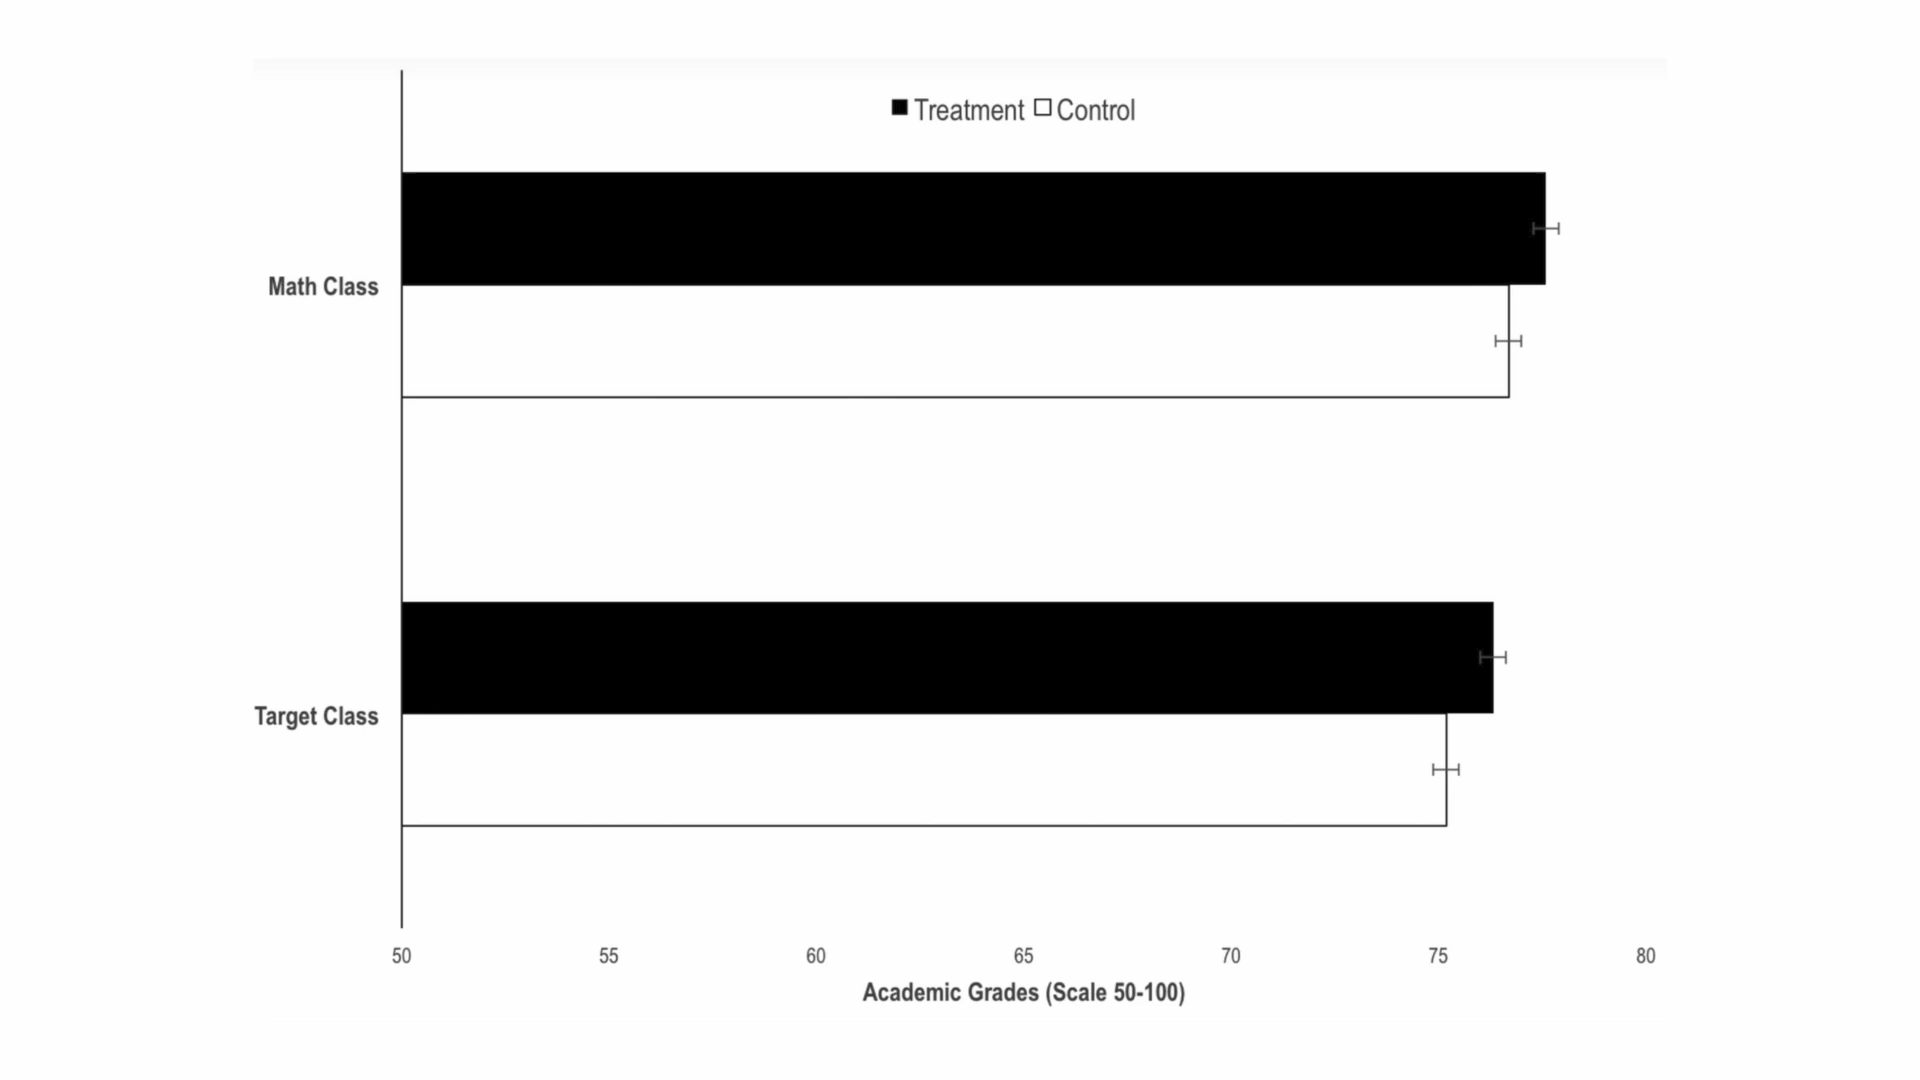 Treatment Control
Math Class
Target Class
50 55 60 65 70 75 80
Academic Grades (Scale 50-100)